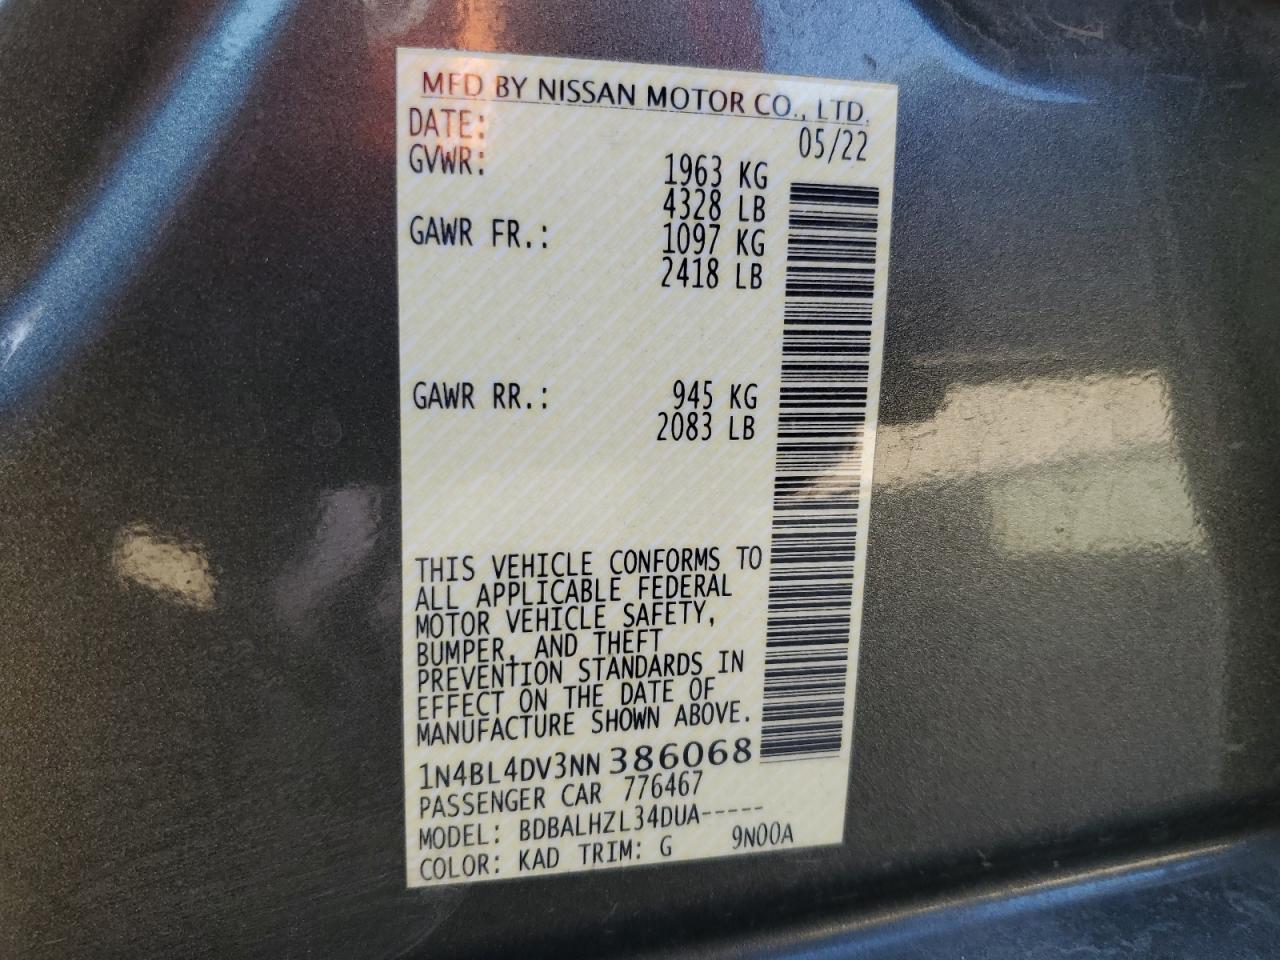 MFD BY NISSAN MOTOR CO., LTD.
DATE: 05/22
GVWR: 1963 KG
4328 LB
GAWR FR.: 1097 KG
2418 LB
GAWR RR.: 945 KG
2083 LB
THIS VEHICLE CONFORMS TO
ALL APPLICABLE FEDERAL
MOTOR VEHICLE SAFETY,
BUMPER, AND THEFT
PREVENTION STANDARDS IN
EFFECT ON THE DATE OF
MANUFACTURE SHOWN ABOVE.
1N4BL4DV3NN386068
PASSENGER CAR 776467
MODEL: BDBALHZL34DUA-----
COLOR: KAD TRIM: G 9N00A